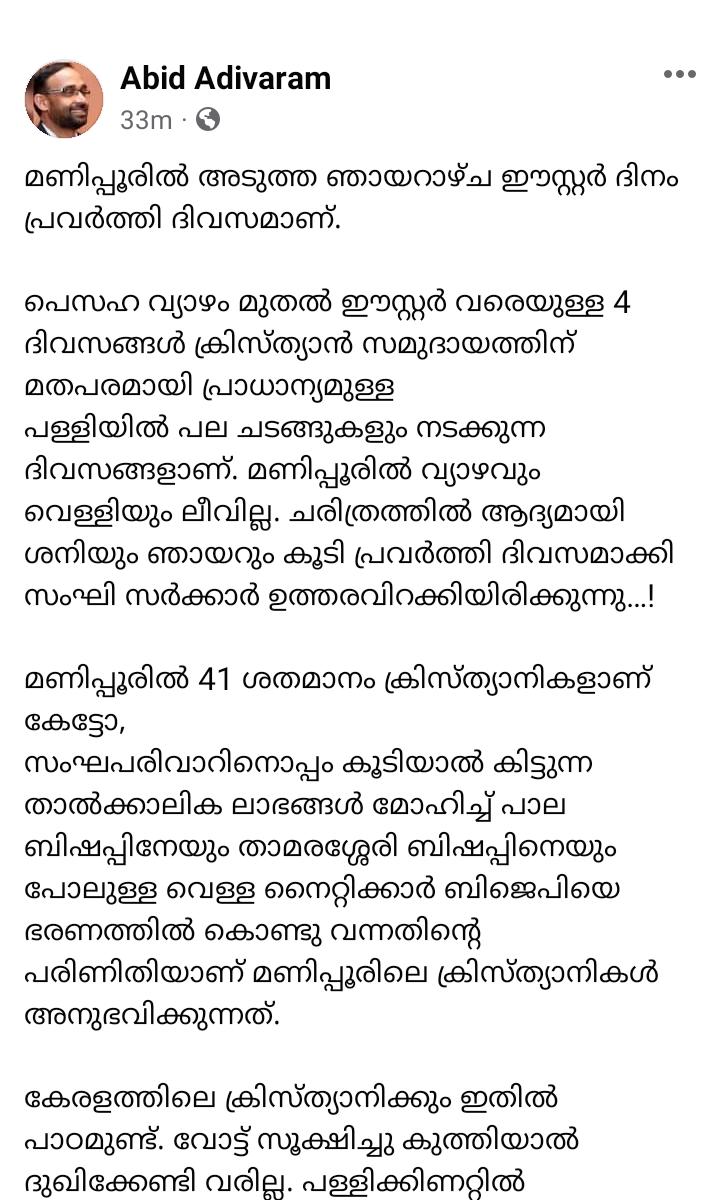 Abid Adivaram
33m ·
മണിപ്പൂരിൽ അടുത്ത ഞായറാഴ്ച ഈസ്റ്റർ ദിനം
പ്രവർത്തി ദിവസമാണ്.
പെസഹ വ്യാഴം മുതൽ ഈസ്റ്റർ വരെയുള്ള 4
ദിവസങ്ങൾ ക്രിസ്ത്യാൻ സമുദായത്തിന്
മതപരമായി പ്രാധാന്യമുള്ള
പള്ളിയിൽ പല ചടങ്ങുകളും നടക്കുന്ന
ദിവസങ്ങളാണ്. മണിപ്പൂരിൽ വ്യാഴവും
വെള്ളിയും ലീവില്ല. ചരിത്രത്തിൽ ആദ്യമായി
ശനിയും ഞായറും കൂടി പ്രവർത്തി ദിവസമാക്കി
സംഘി സർക്കാർ ഉത്തരവിറക്കിയിരിക്കുന്നു...!
മണിപ്പൂരിൽ 41 ശതമാനം ക്രിസ്ത്യാനികളാണ്
കേട്ടോ,
സംഘപരിവാറിനൊപ്പം കൂടിയാൽ കിട്ടുന്ന
താൽക്കാലിക ലാഭങ്ങൾ മോഹിച്ച് പാല
ബിഷപ്പിനേയും താമരശ്ശേരി ബിഷപ്പിനെയും
പോലുള്ള വെള്ള നൈറ്റിക്കാർ ബിജെപിയെ
ഭരണത്തിൽ കൊണ്ടു വന്നതിന്റെ
പരിണിതിയാണ് മണിപ്പൂരിലെ ക്രിസ്ത്യാനികൾ
അനുഭവിക്കുന്നത്.
കേരളത്തിലെ ക്രിസ്ത്യാനിക്കും ഇതിൽ
പാഠമുണ്ട്. വോട്ട് സൂക്ഷിച്ചു കുത്തിയാൽ
ദുഖിക്കേണ്ടി വരില്ല. പള്ളിക്കിണറ്റിൽ